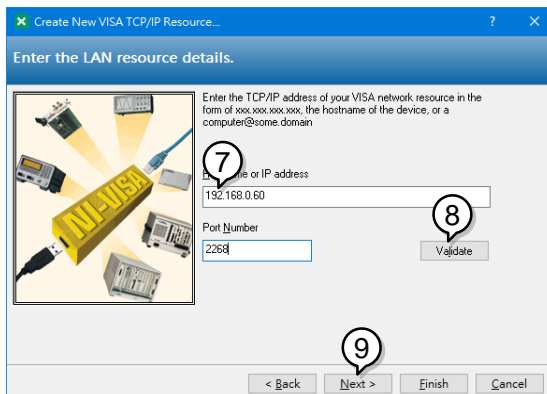 Create New VISA TCP/IP Resource...
Enter the LAN resource details.
Enter the TCP/IP address of your VISA network resource in the
form of xxx.xxx.xxx.xxx, the hostname of the device, or a
computer@some.domain
7
or IP address
192.168.0.60
8
Port Number
2268
Validate
NI-VISA
9
< Back Next > Finish Cancel